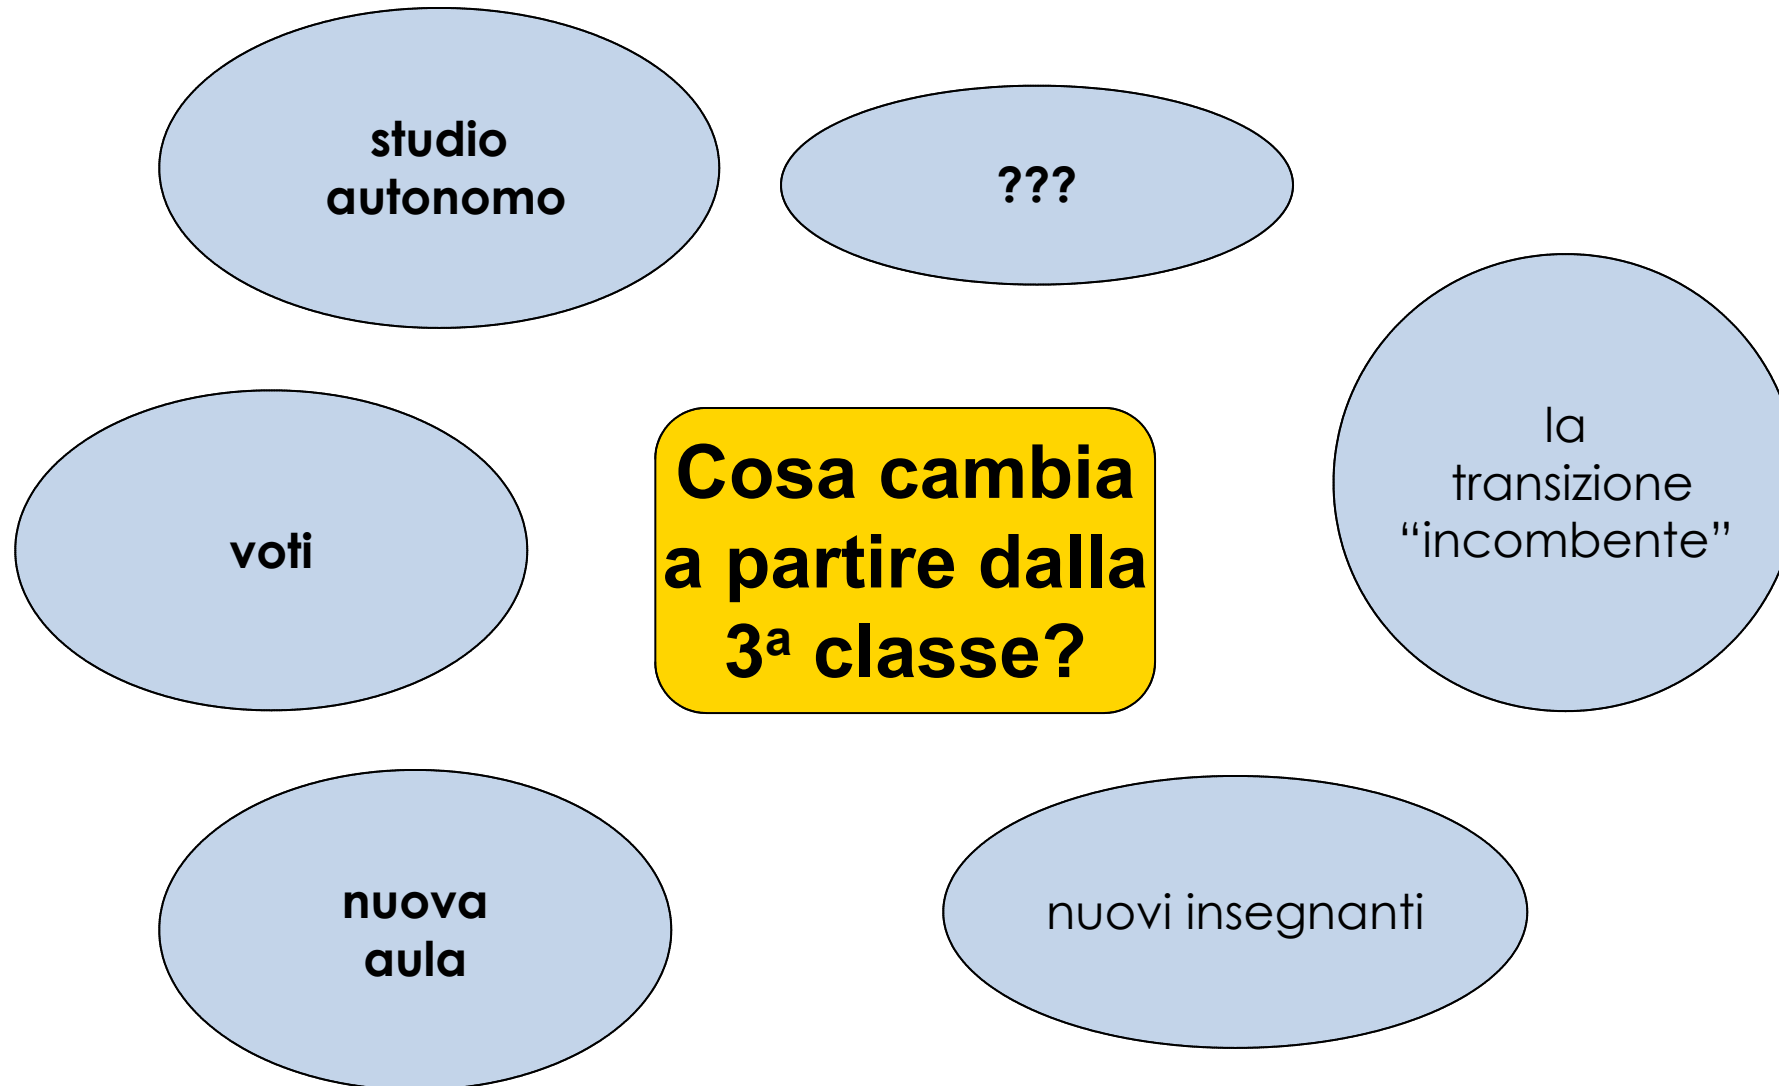 studio
autonomo
???
la
transizione
“incombente”
voti
Cosa cambia
a partire dalla
3ª classe?
nuova
aula
nuovi insegnanti